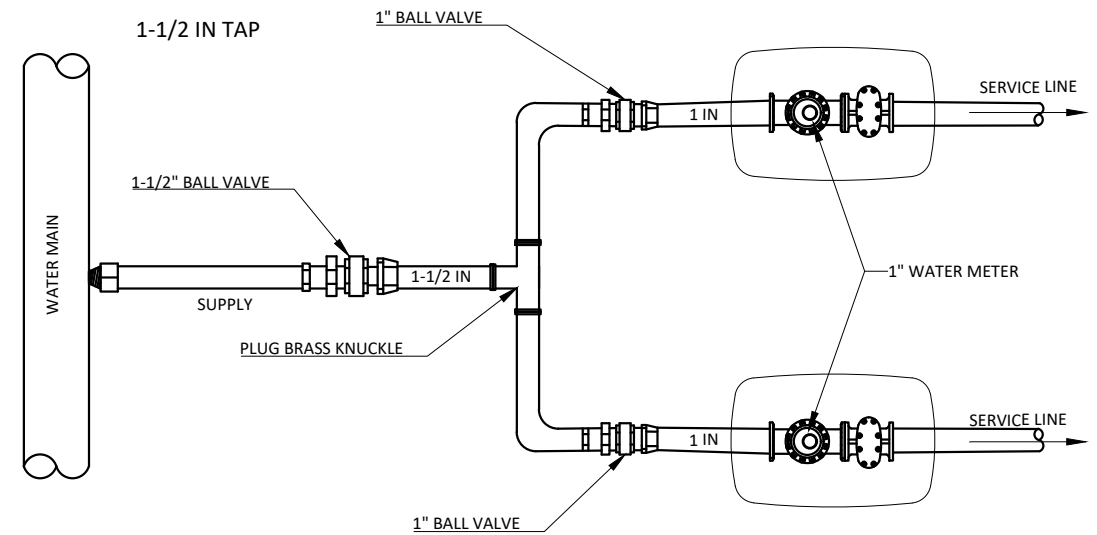 1-1/2 IN TAP
1" BALL VALVE
SERVICE LINE
1 IN
1-1/2" BALL VALVE
WATER MAIN
1-1/2 IN
1" WATER METER
SUPPLY
PLUG BRASS KNUCKLE
SERVICE LINE
1 IN
1" BALL VALVE